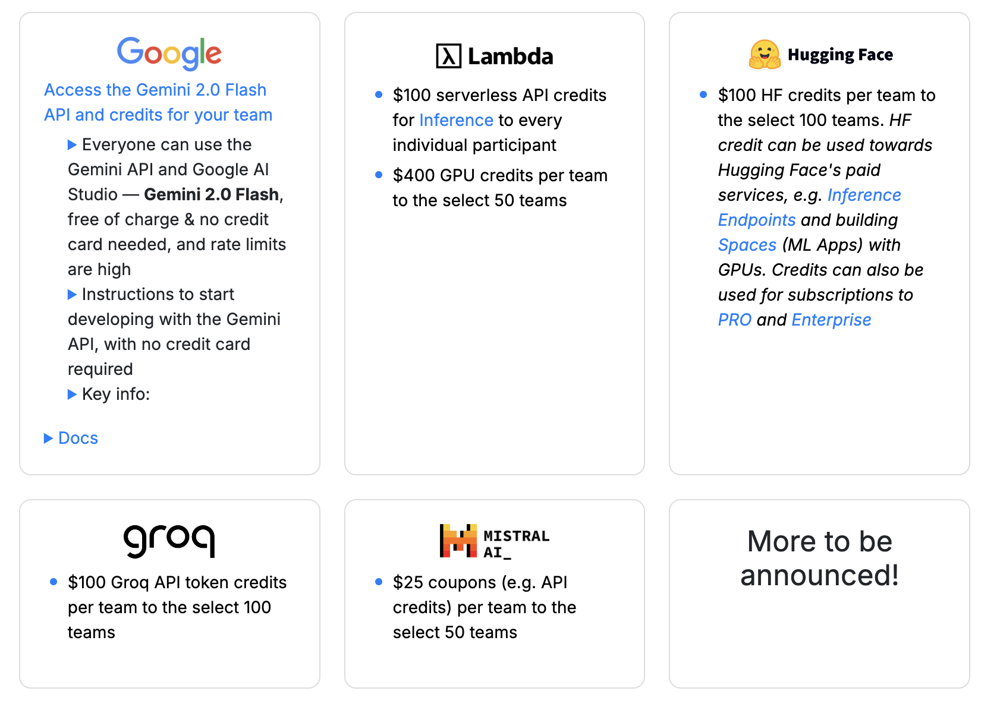 Google
Access the Gemini 2.0 Flash
API and credits for your team
▶ Everyone can use the
Gemini API and Google AI
Studio — Gemini 2.0 Flash,
free of charge & no credit
card needed, and rate limits
are high
▶ Instructions to start
developing with the Gemini
API, with no credit card
required
▶ Key info:
▶ Docs
λ Lambda
• $100 serverless API credits
for Inference to every
individual participant
• $400 GPU credits per team
to the select 50 teams
Hugging Face
• $100 HF credits per team to
the select 100 teams. HF
credit can be used towards
Hugging Face's paid
services, e.g. Inference
Endpoints and building
Spaces (ML Apps) with
GPUs. Credits can also be
used for subscriptions to
PRO and Enterprise
groq
• $100 Groq API token credits
per team to the select 100
teams
MISTRAL
AI_
• $25 coupons (e.g. API
credits) per team to the
select 50 teams
More to be
announced!